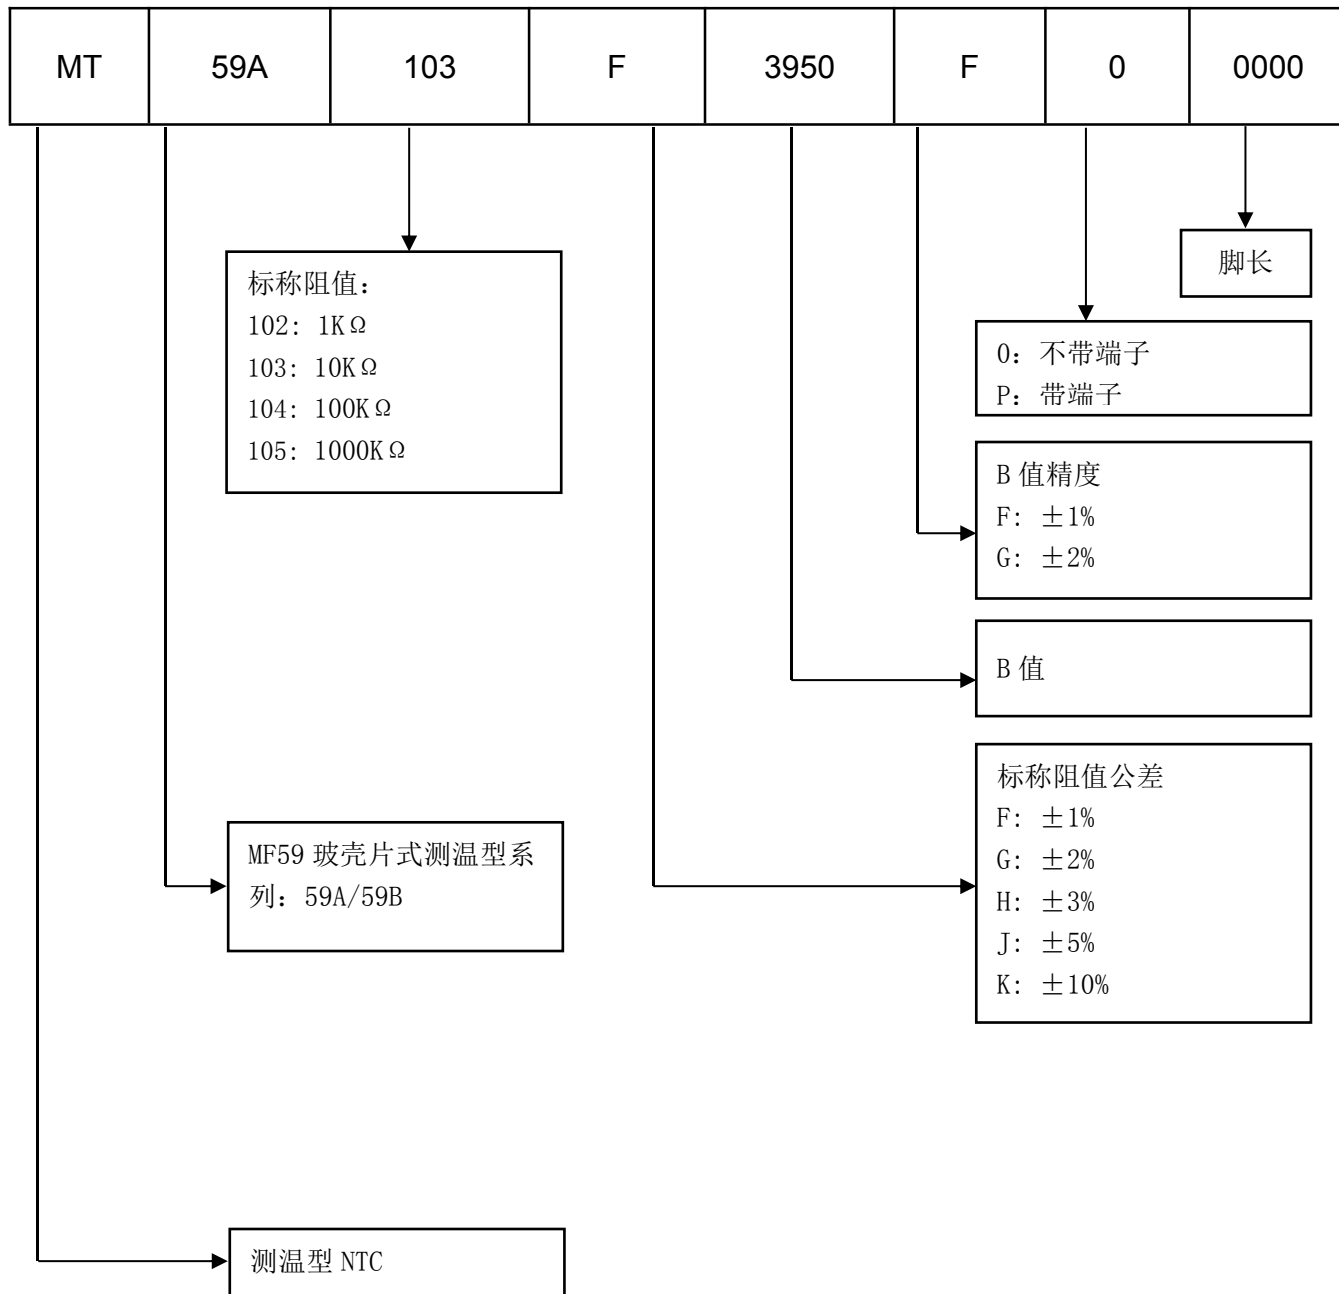 MT 59A 103 F 3950 F 0 0000
脚长
标称阻值：
102: 1KΩ
103: 10KΩ
104: 100KΩ
105: 1000KΩ
0: 不带端子
P: 带端子
B 值精度
F: ±1%
G: ±2%
B 值
标称阻值公差
F: ±1%
G: ±2%
H: ±3%
J: ±5%
K: ±10%
MF59 玻壳片式测温型系
列：59A/59B
测温型 NTC